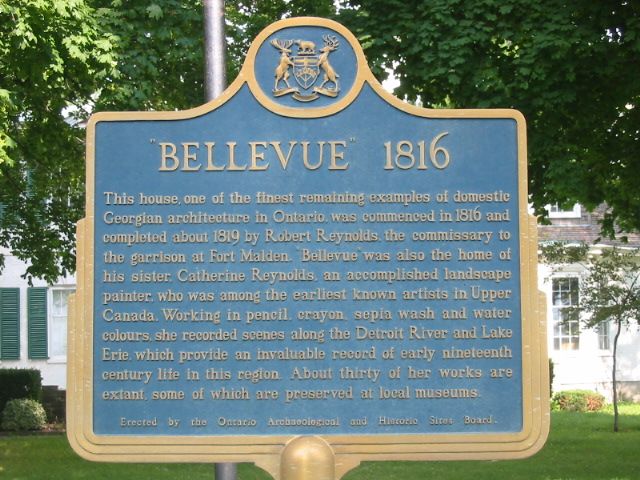 "BELLEVUE" 1816
This house, one of the finest remaining examples of domestic
Georgian architecture in Ontario, was commenced in 1816 and
completed about 1819 by Robert Reynolds, the commissary to
the garrison at Fort Malden. "Bellevue" was also the home of
his sister, Catherine Reynolds, an accomplished landscape
painter, who was among the earliest known artists in Upper
Canada. Working in pencil, crayon, sepia wash and water
colours, she recorded scenes along the Detroit River and Lake
Erie, which provide an invaluable record of early nineteenth
century life in this region. About thirty of her works are
extant, some of which are preserved at local museums.
Erected by the Ontario Archaeological and Historic Sites Board.